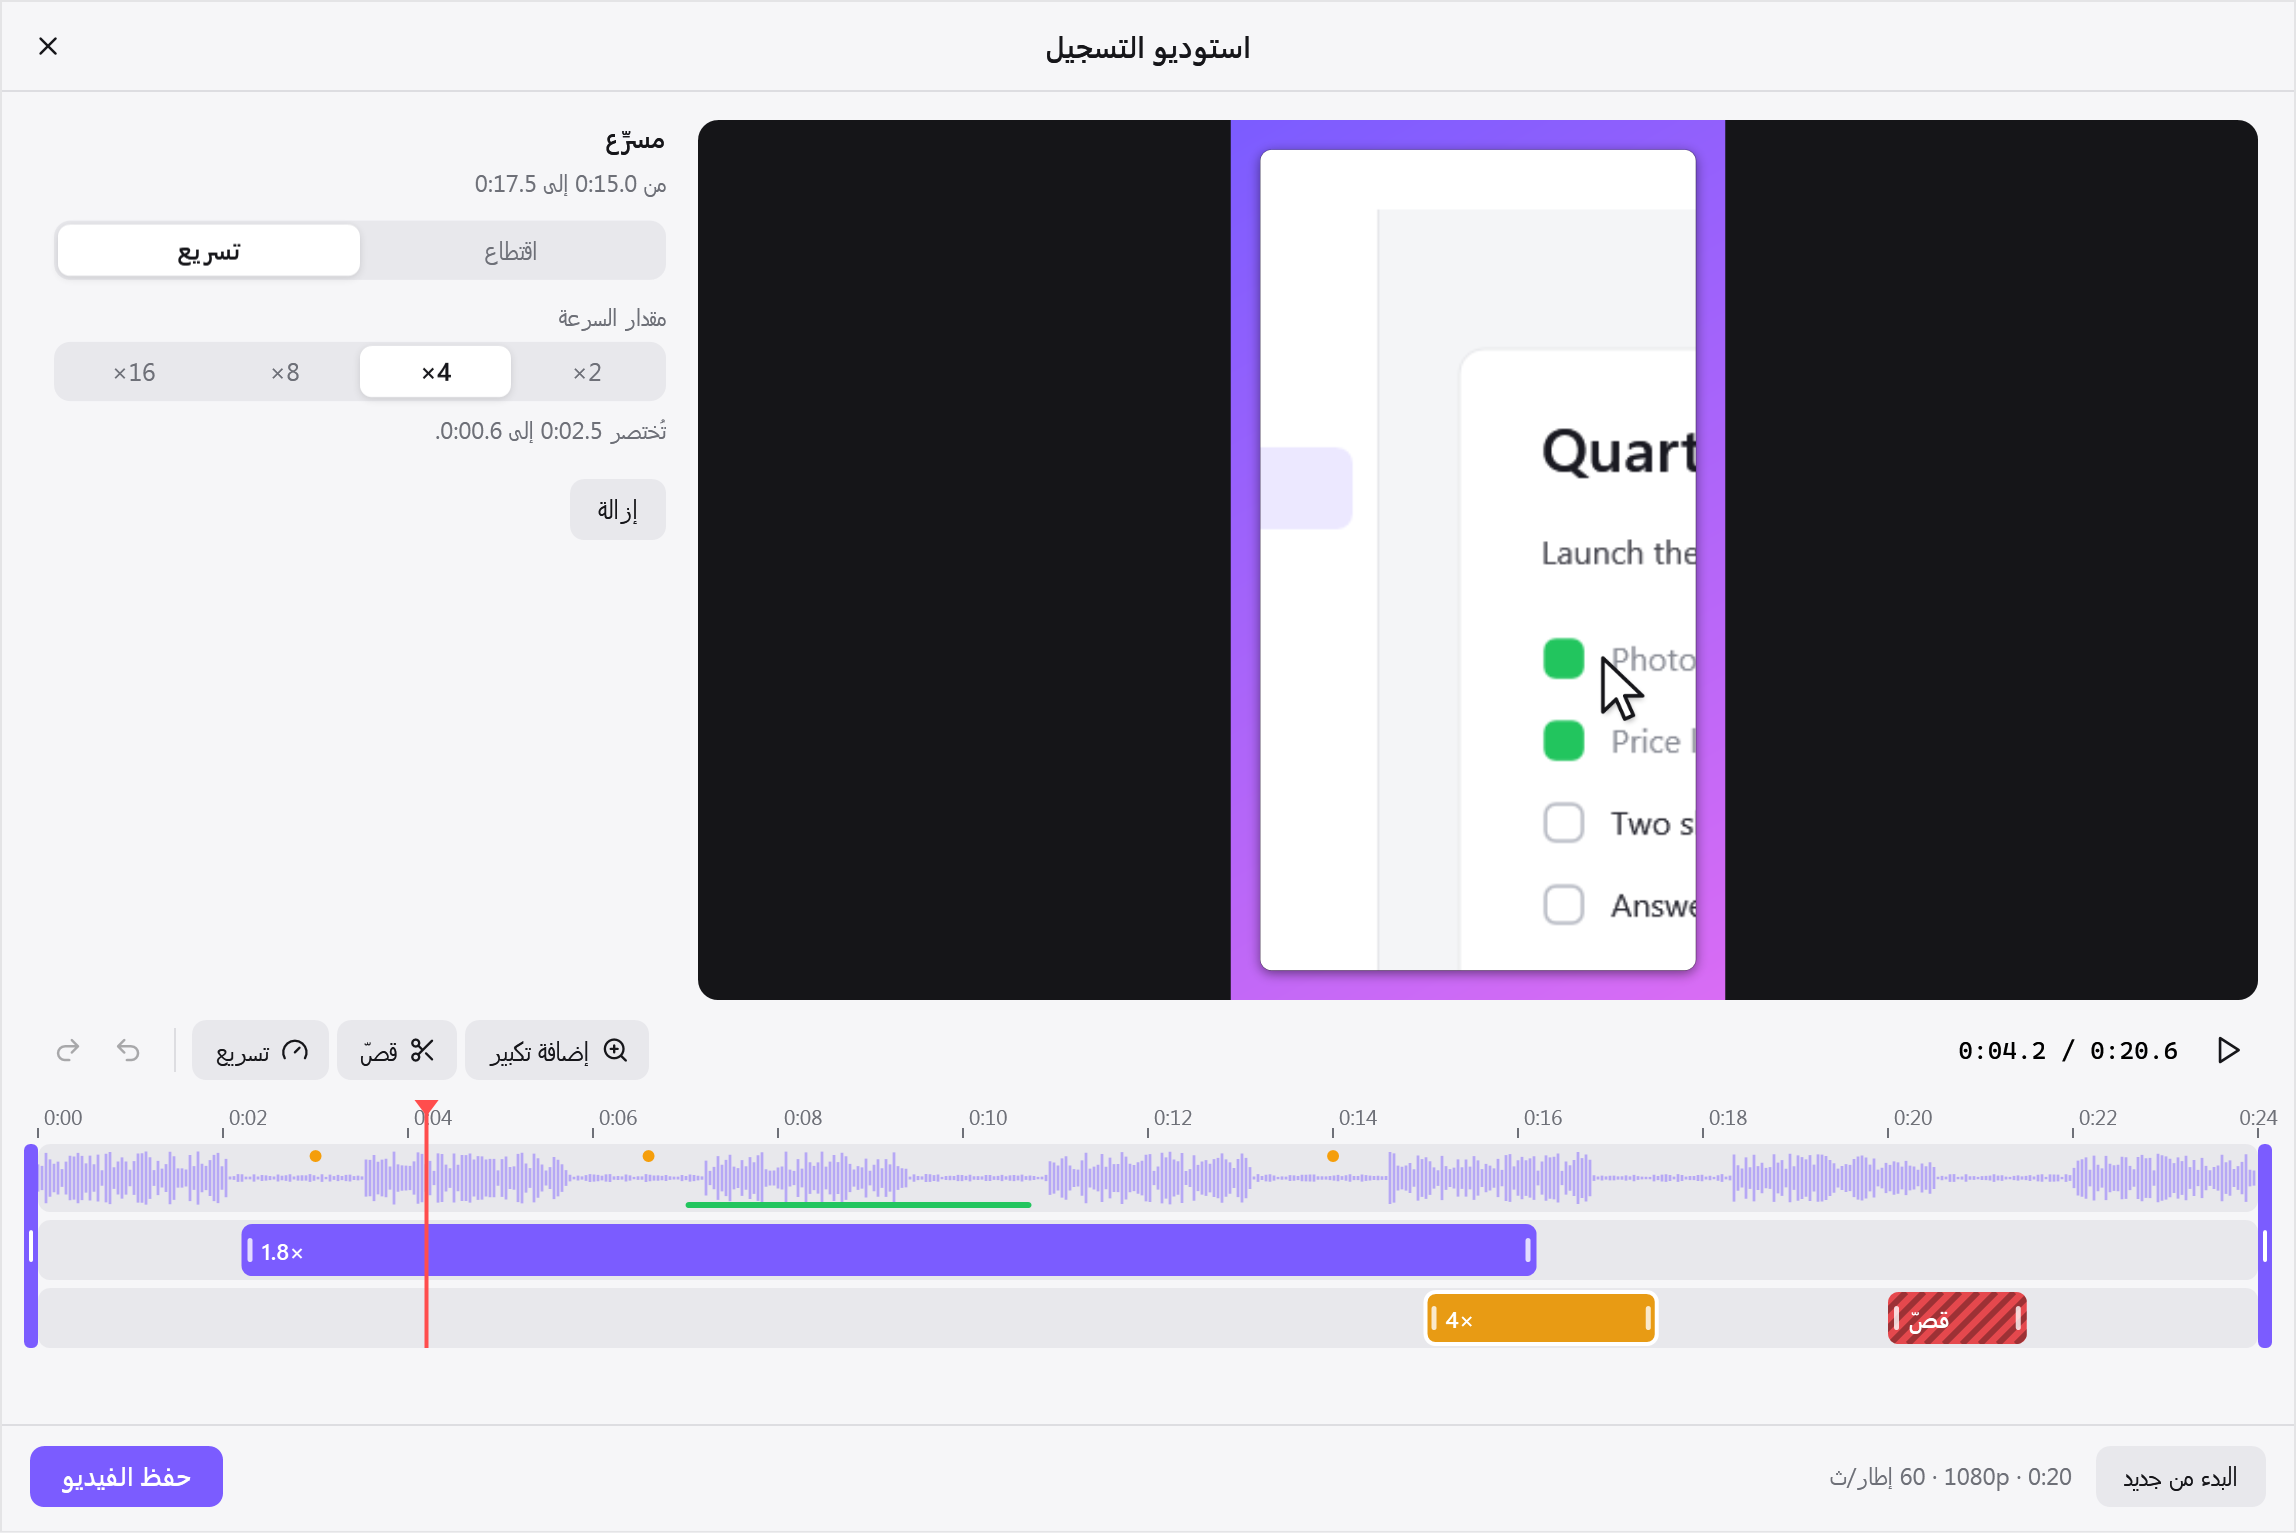 استوديو التسجيل
مسرّع
من 0:15.0 إلى 0:17.5
اقتطاع
تسريع
مقدار السرعة
2×
4×
8×
16×
تُختصر 0:02.5 إلى 0:00.6.
إزالة
Quart
Launch the
Photo
Price
Two s
Answe
0:04.2 / 0:20.6
إضافة تكبير
قصّ
تسريع
0:00 0:02 0:04 0:06 0:08 0:10 0:12 0:14 0:16 0:18 0:20 0:22 0:24
1.8×
4×
قصّ
البدء من جديد
0:20 · 1080p · 60 إطار/ث
حفظ الفيديو